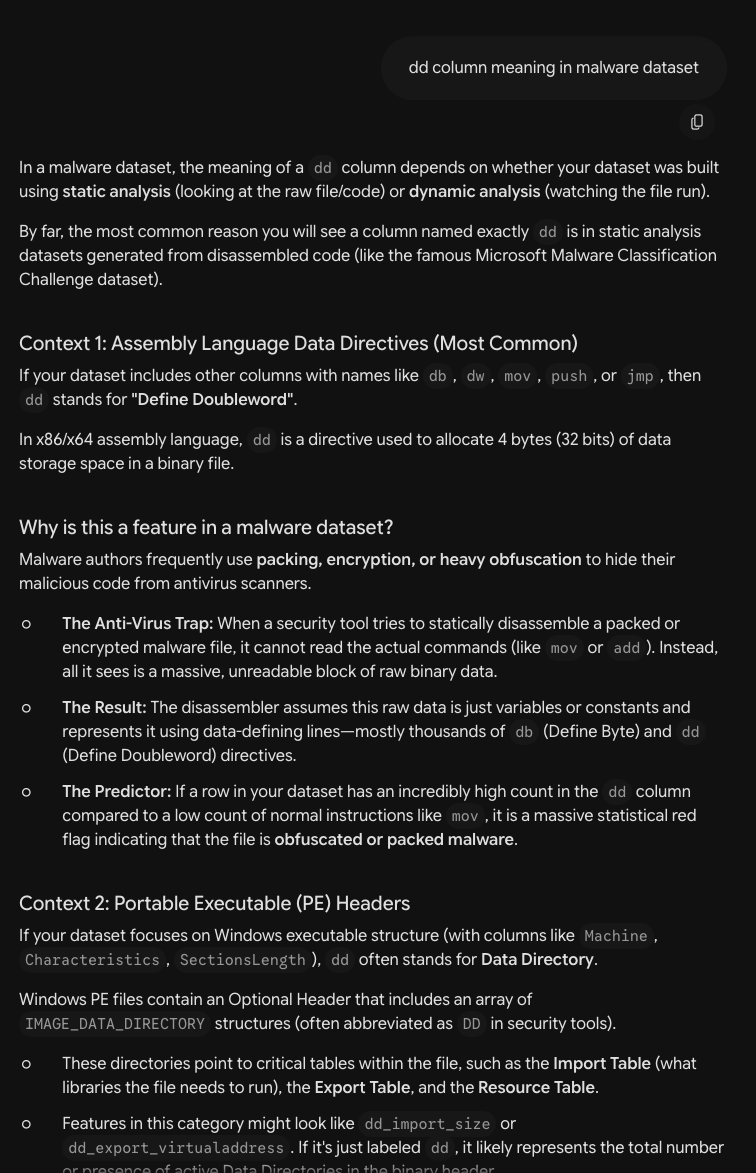 dd column meaning in malware dataset
In a malware dataset, the meaning of a dd column depends on whether your dataset was built
using static analysis (looking at the raw file/code) or dynamic analysis (watching the file run).
By far, the most common reason you will see a column named exactly dd is in static analysis
datasets generated from disassembled code (like the famous Microsoft Malware Classification
Challenge dataset).
Context 1: Assembly Language Data Directives (Most Common)
If your dataset includes other columns with names like db, dw, mov, push, or jmp, then
dd stands for "Define Doubleword".
In x86/x64 assembly language, dd is a directive used to allocate 4 bytes (32 bits) of data
storage space in a binary file.
Why is this a feature in a malware dataset?
Malware authors frequently use packing, encryption, or heavy obfuscation to hide their
malicious code from antivirus scanners.
The Anti-Virus Trap: When a security tool tries to statically disassemble a packed or
encrypted malware file, it cannot read the actual commands (like mov or add). Instead,
all it sees is a massive, unreadable block of raw binary data.
The Result: The disassembler assumes this raw data is just variables or constants and
represents it using data-defining lines—mostly thousands of db (Define Byte) and dd
(Define Doubleword) directives.
The Predictor: If a row in your dataset has an incredibly high count in the dd column
compared to a low count of normal instructions like mov, it is a massive statistical red
flag indicating that the file is obfuscated or packed malware.
Context 2: Portable Executable (PE) Headers
If your dataset focuses on Windows executable structure (with columns like Machine,
Characteristics, SectionsLength), dd often stands for Data Directory.
Windows PE files contain an Optional Header that includes an array of
IMAGE_DATA_DIRECTORY structures (often abbreviated as DD in security tools).
These directories point to critical tables within the file, such as the Import Table (what
libraries the file needs to run), the Export Table, and the Resource Table.
Features in this category might look like dd_import_size or
dd_export_virtualaddress. If it's just labeled dd, it likely represents the total number
or presence of active Data Directories in the binary header.